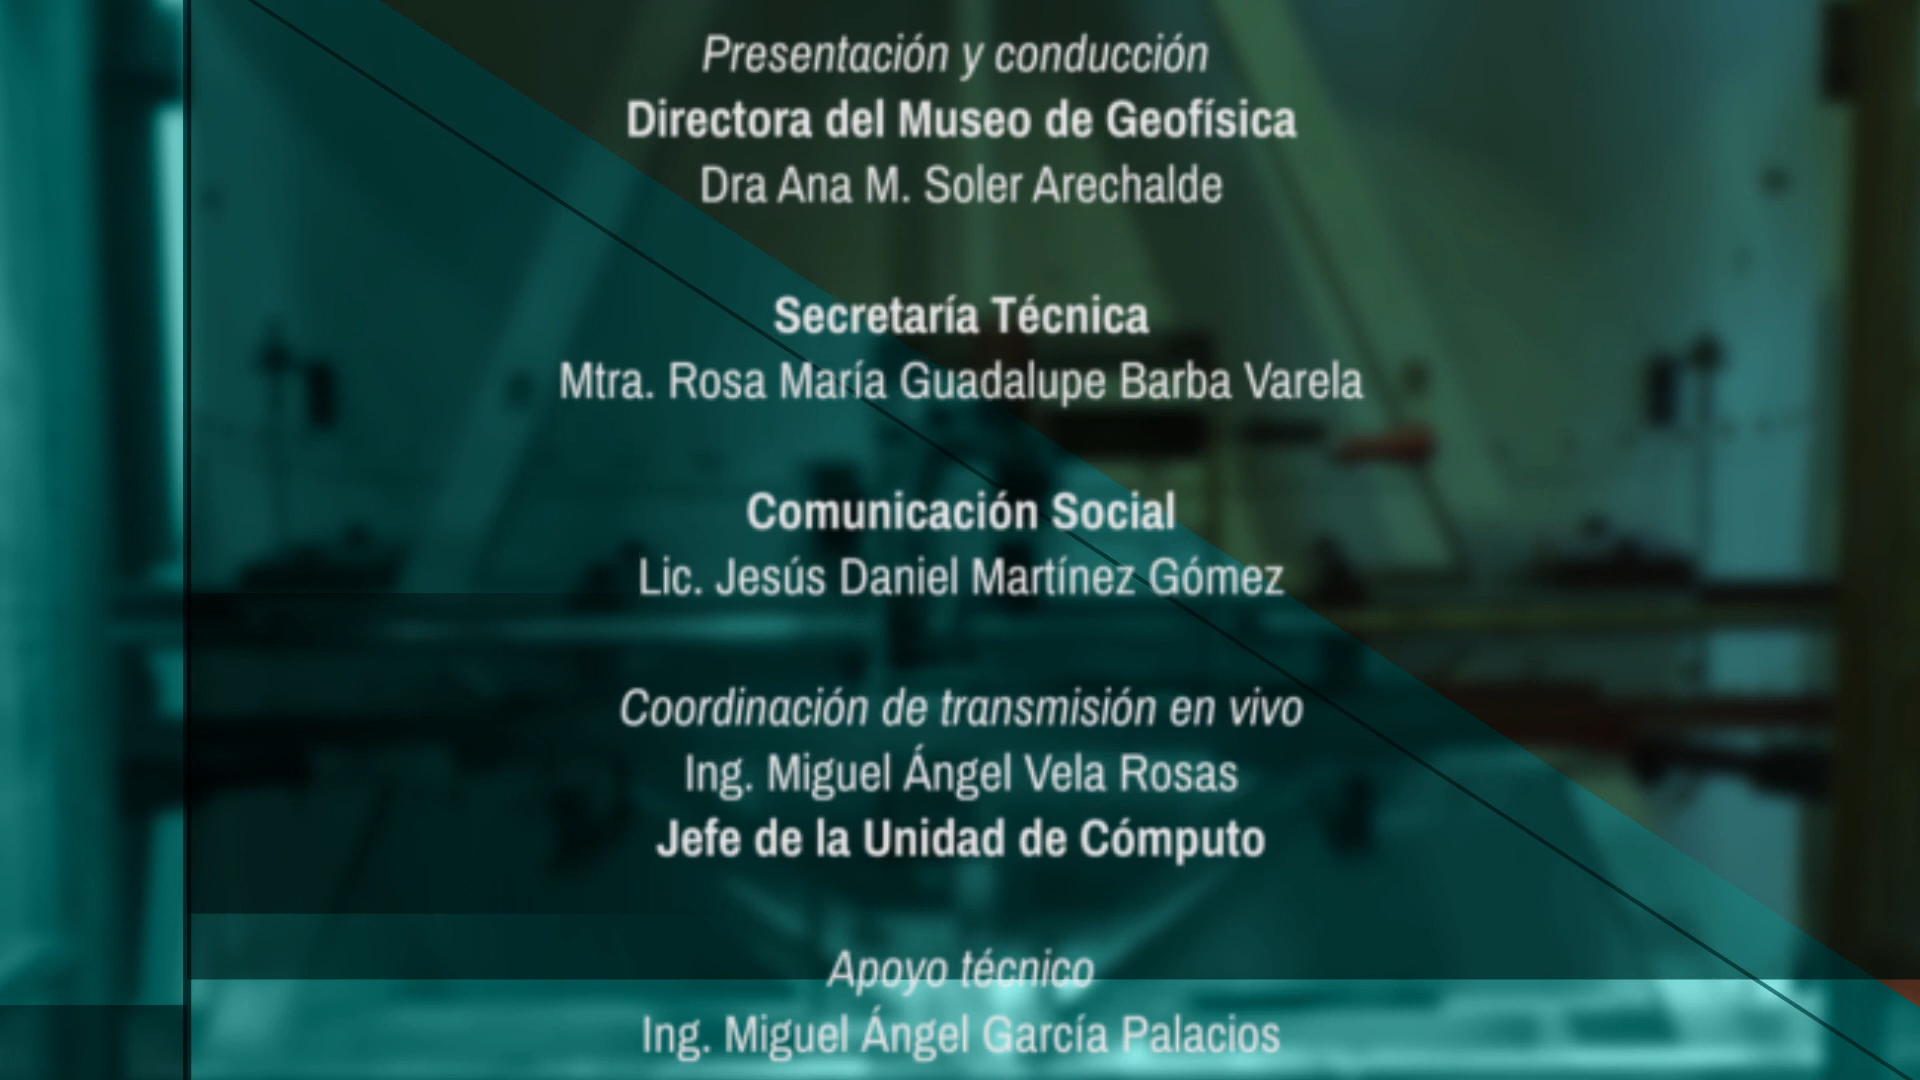 Presentación y conducción
Directora del Museo de Geofísica
Dra Ana M. Soler Arechalde
Secretaría Técnica
Mtra. Rosa María Guadalupe Barba Varela
Comunicación Social
Lic. Jesús Daniel Martínez Gómez
Coordinación de transmisión en vivo
Ing. Miguel Ángel Vela Rosas
Jefe de la Unidad de Cómputo
Apoyo técnico
Ing. Miguel Ángel García Palacios